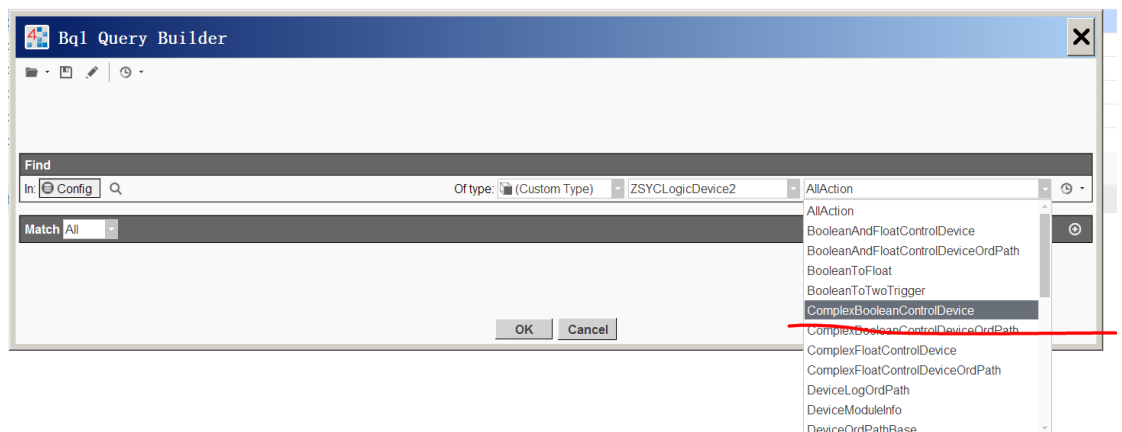 Bql Query Builder
Find
In: Config
Of type: (Custom Type) ZSYCLogicDevice2 AllAction
Match All
AllAction
BooleanAndFloatControlDevice
BooleanAndFloatControlDeviceOrdPath
BooleanToFloat
BooleanToTwoTrigger
ComplexBooleanControlDevice
ComplexBooleanControlDeviceOrdPath
ComplexFloatControlDevice
ComplexFloatControlDeviceOrdPath
DeviceLogOrdPath
DeviceModuleInfo
DeviceOrdPathBase
OK Cancel